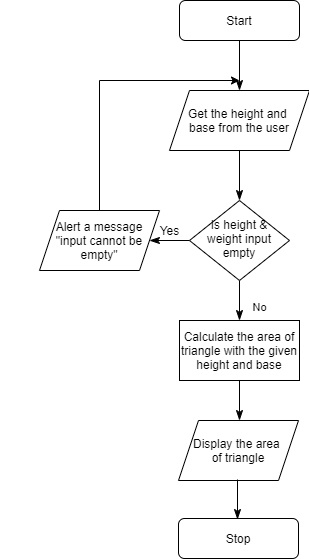 Start
Get the height and
base from the user
Is height &
weight input
empty
Yes
Alert a message
"input cannot be
empty"
No
Calculate the area of
triangle with the given
height and base
Display the area
of triangle
Stop